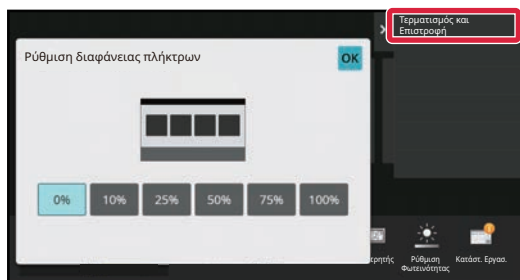 Τερματισμός και
Επιστροφή
Ρύθμιση διαφάνειας πλήκτρων
OK
0% 10% 25% 50% 75% 100%
Ρύθμιση
Φωτεινότητας
Κατάστ. Εργασ.